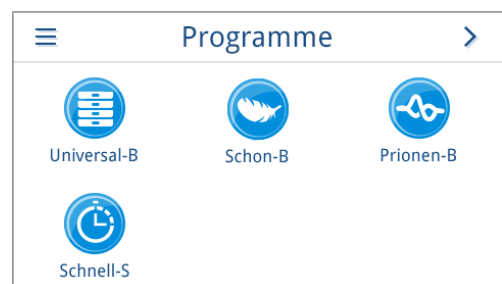 Programme
Universal-B
Schon-B
Prionen-B
Schnell-S